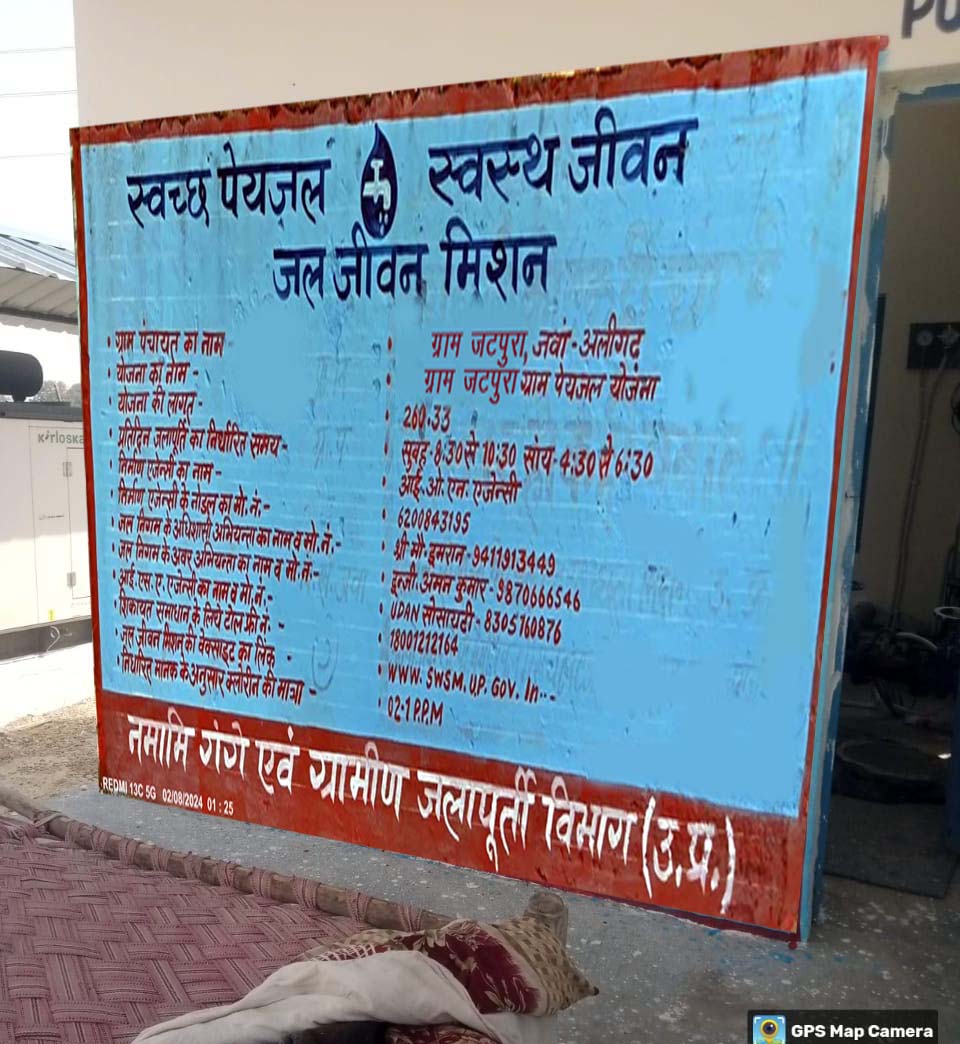 PU
स्वच्छ पेयजल स्वस्थ जीवन
जल जीवन मिशन
• ग्राम पंचायत का नाम - • ग्राम जटपुरा, जवां - अलीगढ़
• योजना का नाम - • ग्राम जटपुरा ग्राम पेयजल योजना
• योजना की लागत - • 260.33
• प्रतिदिन जलापूर्ति का निर्धारित समय - • सुबह - 8:30 से 10:30 सांय - 4:30 से 6:30
• निर्माण एजेन्सी का नाम - • आई.ओ.एन. एजेन्सी
• निर्माण एजेन्सी के नोडल का मो. नं. - • 6200843195
• जल निगम के अधिशासी अभियन्ता का नाम व मो. नं. - • श्री मौ. इमरान - 9411913449
• जल निगम के अवर अभियन्ता का नाम व मो. नं. - • इन्जी. अमन कुमार - 9870666546
• आई.एस.ए. एजेन्सी का नाम व मो. नं. - • UDAN सोसायटी - 8305160876
• शिकायत समाधान के लिये टोल फ्री नं. - • 18001212164
• जल जीवन मिशन की वेबसाइट का लिंक - • WWW. SWSM. U.P. GOV. In --
• निर्धारित मानक के अनुसार क्लोरिन की मात्रा - • 02-1 P.P.M
नमामि गंगे एवं ग्रामीण जलापूर्ती विभाग (उ.प्र.)
REDMI 13C 5G 02/08/2024 01 : 25
kirloska
GPS Map Camera